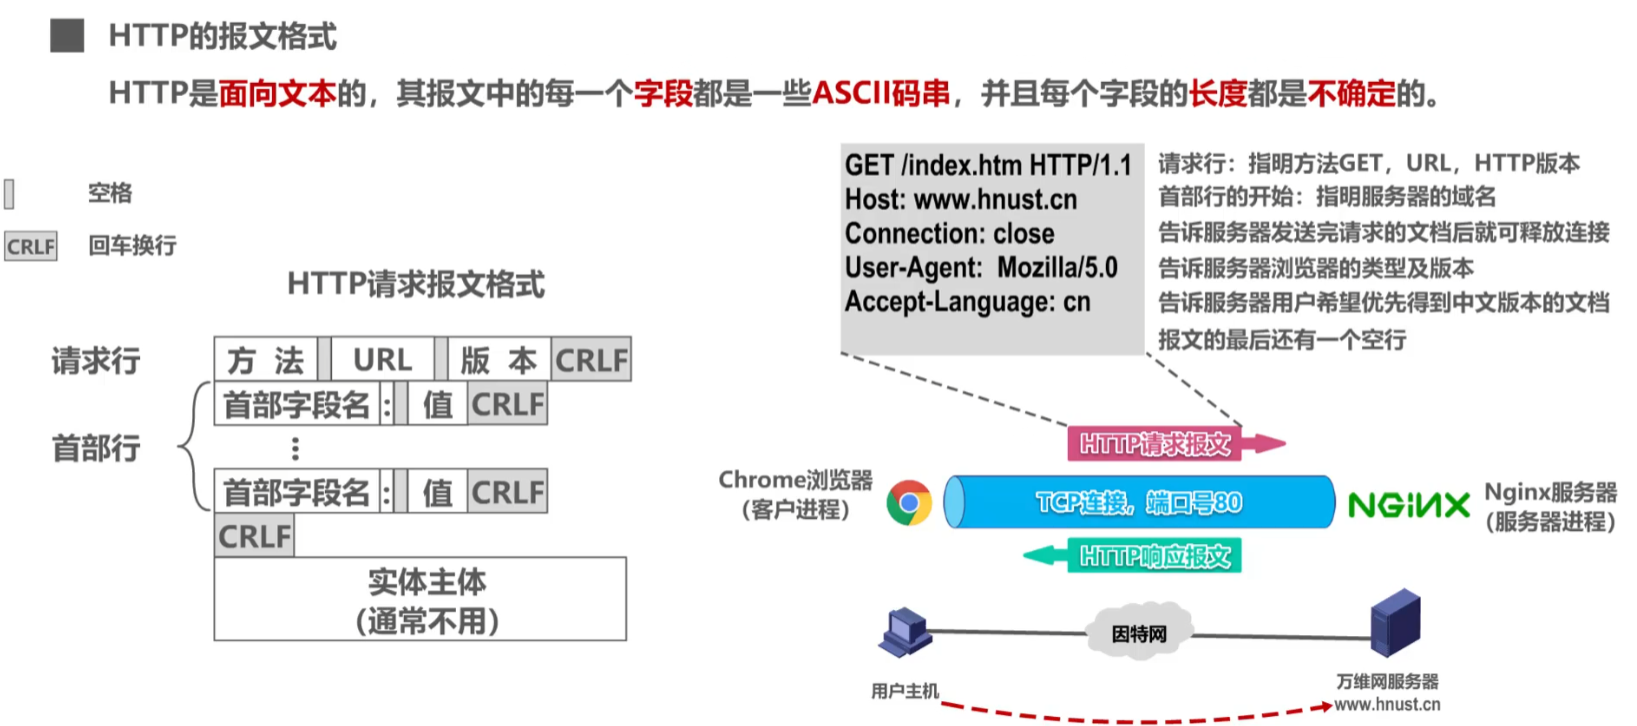 HTTP的报文格式
HTTP是面向文本的，其报文中的每一个字段都是一些ASCII码串，并且每个字段的长度都是不确定的。
空格
CRLF 回车换行
HTTP请求报文格式
请求行 方法 URL 版本 CRLF
首部字段名 : 值 CRLF
首部行 ⋮
首部字段名 : 值 CRLF
CRLF
实体主体
（通常不用）
GET /index.htm HTTP/1.1 请求行：指明方法GET，URL，HTTP版本
Host: www.hnust.cn 首部行的开始：指明服务器的域名
Connection: close 告诉服务器发送完请求的文档后就可释放连接
User-Agent: Mozilla/5.0 告诉服务器浏览器的类型及版本
Accept-Language: cn 告诉服务器用户希望优先得到中文版本的文档
报文的最后还有一个空行
HTTP请求报文
Chrome浏览器
（客户进程）
TCP连接，端口号80
NGINX
Nginx服务器
（服务器进程）
HTTP响应报文
因特网
用户主机
万维网服务器
www.hnust.cn